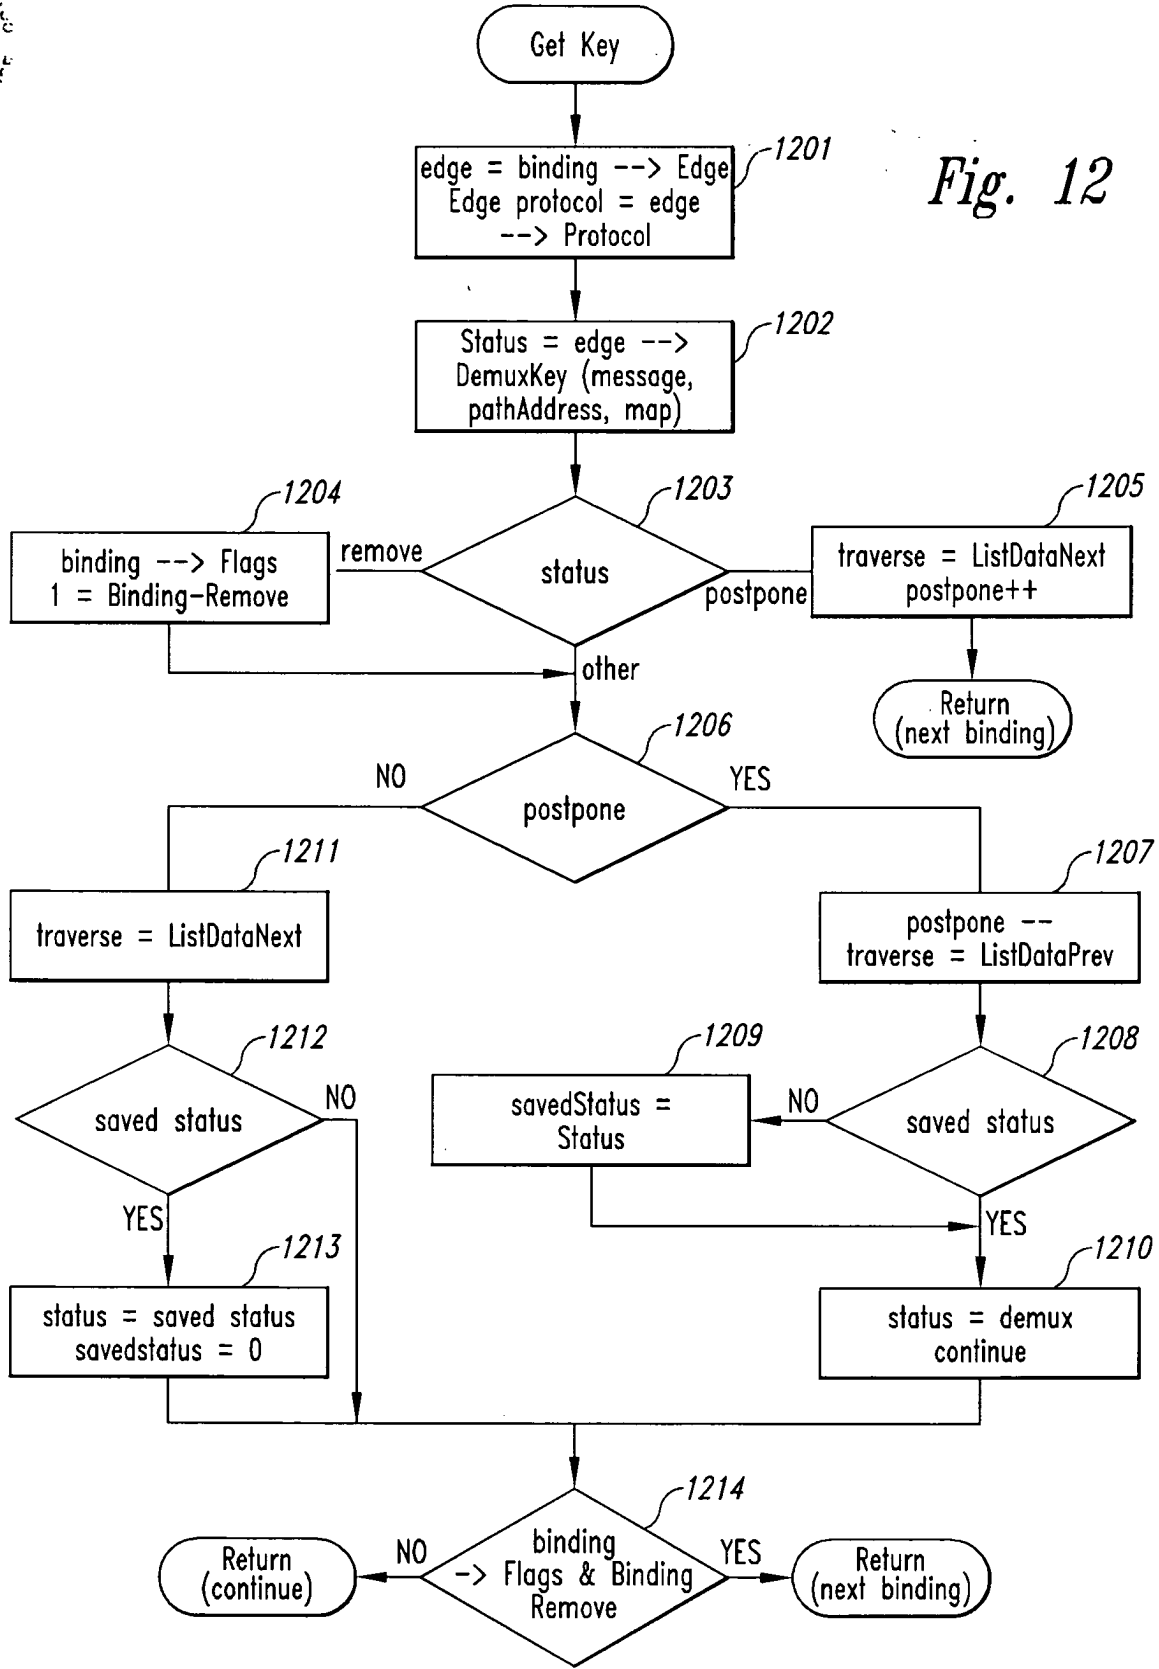 Get Key
1201
edge = binding --> Edge
Edge protocol = edge
--> Protocol
Fig. 12
1202
Status = edge -->
DemuxKey (message,
pathAddress, map)
1203
status
1204
remove
binding --> Flags
1 = Binding-Remove
1205
postpone
traverse = ListDataNext
postpone++
other
Return
(next binding)
1206
NO
YES
postpone
1211
traverse = ListDataNext
1207
postpone --
traverse = ListDataPrev
1212
saved status
NO
YES
1209
savedStatus =
Status
1208
NO
saved status
YES
1213
status = saved status
savedstatus = 0
1210
status = demux
continue
1214
binding
-> Flags & Binding
Remove
NO
Return
(continue)
YES
Return
(next binding)